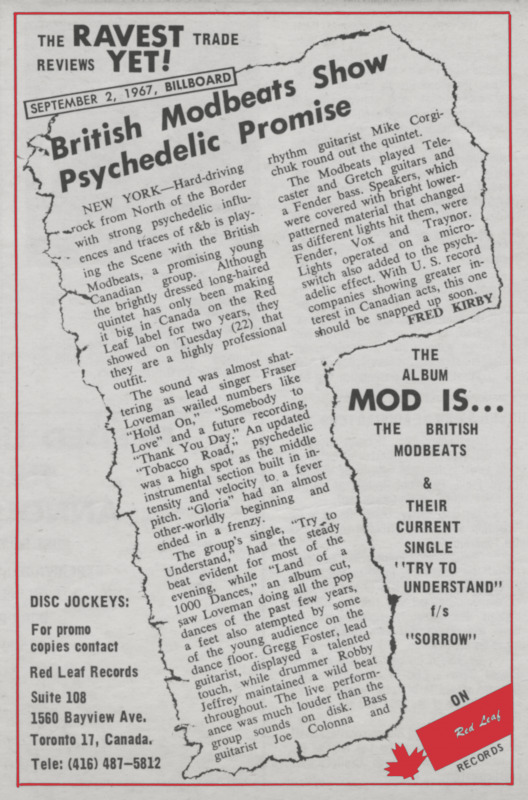 THE RAVEST TRADE
REVIEWS YET!
SEPTEMBER 2, 1967, BILLBOARD
British Modbeats Show
Psychedelic Promise
NEW YORK—Hard-driving
rock from North of the Border
with strong psychedelic influ-
ences and traces of r&b is play-
ing the Scene with the British
Modbeats, a promising young
Canadian group. Although
the brightly dressed long-haired
quintet has only been making
it big in Canada on the Red
Leaf label for two years, they
showed on Tuesday (22) that
they are a highly professional
outfit.
The sound was almost shat-
tering as lead singer Fraser
Loveman wailed numbers like
"Hold On," "Somebody to
Love" and a future recording,
"Thank You Day." An updated
"Tobacco Road," psychedelic
was a high spot as the middle
instrumental section built in in-
tensity and velocity to a fever
pitch. "Gloria" had an almost
other-worldly beginning and
ended in a frenzy.
The group's single, "Try to
Understand," had the steady
beat evident for most of the
evening, while "Land of a
1000 Dances," an album cut,
saw Loveman doing all the pop
dances of the past few years,
a feet also atempted by some
of the young audience on the
dance floor. Gregg Foster, lead
guitarist, displayed a talented
touch, while drummer Robby
Jeffrey maintained a wild beat
throughout. The live perform-
ance was much louder than the
group sounds on disk. Bass
guitarist Joe Colonna and
rhythm guitarist Mike Corgi-
chuk round out the quintet.
The Modbeats played Tele-
caster and Gretch guitars and
a Fender bass. Speakers, which
were covered with bright lower-
patterned material that changed
as different lights hit them, were
Fender, Vox and Traynor.
Lights operated on a micro-
switch also added to the psych-
adelic effect. With U. S. record
companies showing greater in-
terest in Canadian acts, this one
should be snapped up soon.
FRED KIRBY
THE
ALBUM
MOD IS...
THE BRITISH
MODBEATS
&
THEIR
CURRENT
SINGLE
"TRY TO
UNDERSTAND"
f/s
"SORROW"
ON
Red Leaf
RECORDS
DISC JOCKEYS:
For promo
copies contact
Red Leaf Records
Suite 108
1560 Bayview Ave.
Toronto 17, Canada.
Tele: (416) 487-5812